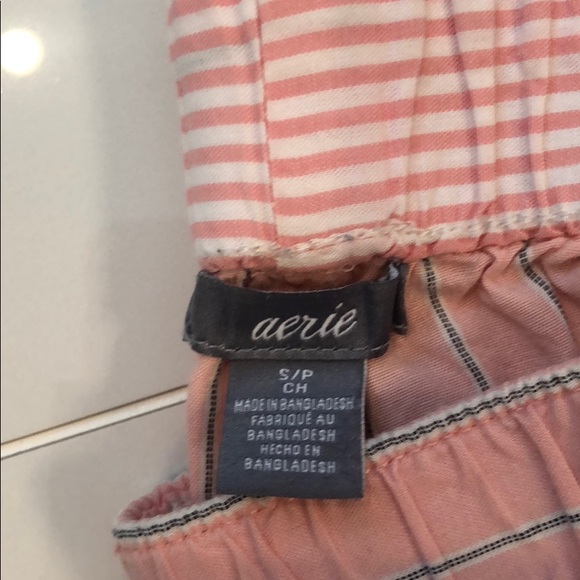 aerie
S/P
CH
MADE IN BANGLADESH
FABRIQUÉ AU
BANGLADESH
HECHO EN
BANGLADESH